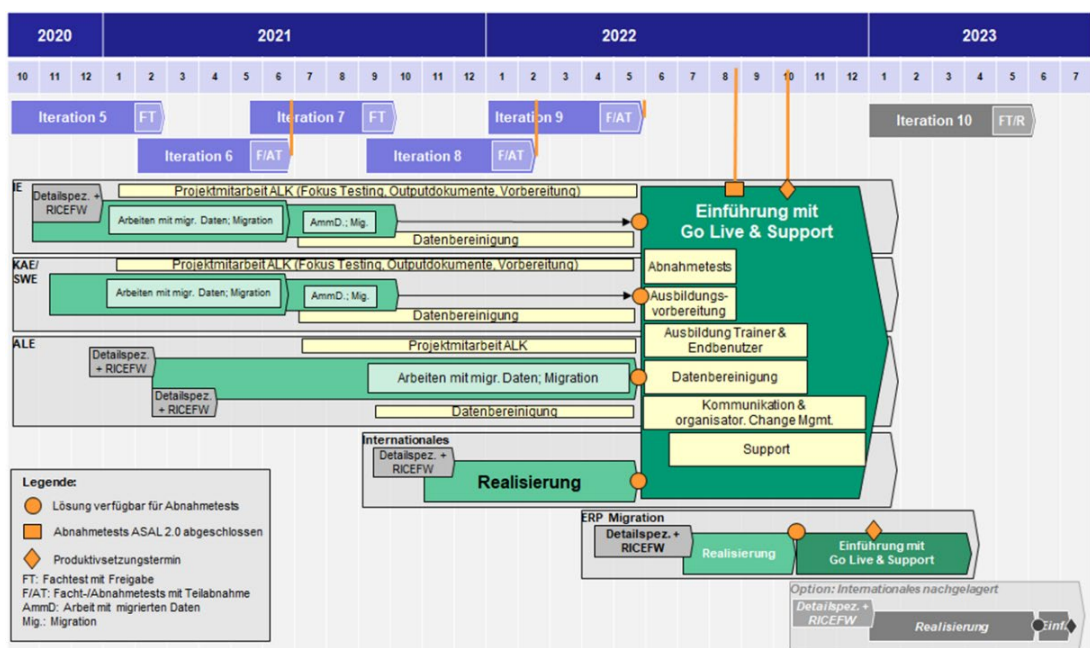 2020 2021 2022 2023
10 11 12 1 2 3 4 5 6 7 8 9 10 11 12 1 2 3 4 5 6 7 8 9 10 11 12 1 2 3 4 5 6 7
Iteration 5 FT Iteration 7 FT Iteration 9 F/AT Iteration 10 FT/R
Iteration 6 F/AT Iteration 8 F/AT
IE
Detailspez. +
RICEFW
Projektmitarbeit ALK (Fokus Testing, Outputdokumente, Vorbereitung)
Arbeiten mit migr. Daten; Migration
AmmD.; Mig.
Datenbereinigung
KAE/
SWE
Projektmitarbeit ALK (Fokus Testing, Outputdokumente, Vorbereitung)
Arbeiten mit migr. Daten; Migration
AmmD.; Mig.
Datenbereinigung
ALE
Detailspez.
+ RICEFW
Projektmitarbeit ALK
Arbeiten mit migr. Daten; Migration
Detailspez.
+ RICEFW
Datenbereinigung
Internationales
Detailspez. +
RICEFW
Realisierung
Einführung mit
Go Live & Support
Abnahmetests
Ausbildungs-
vorbereitung
Ausbildung Trainer &
Endbenutzer
Datenbereinigung
Kommunikation &
organisator. Change Mgmt.
Support
ERP Migration
Detailspez. +
RICEFW
Realisierung
Einführung mit
Go Live & Support
Option: Internationales nachgelagert
Detailspez. +
RICEFW
Realisierung
Einf.
Legende:
Lösung verfügbar für Abnahmetests
Abnahmetests ASAL 2.0 abgeschlossen
Produktivsetzungstermin
FT: Fachtest mit Freigabe
F/AT: Facht-/Abnahmetests mit Teilabnahme
AmmD: Arbeit mit migrierten Daten
Mig.: Migration